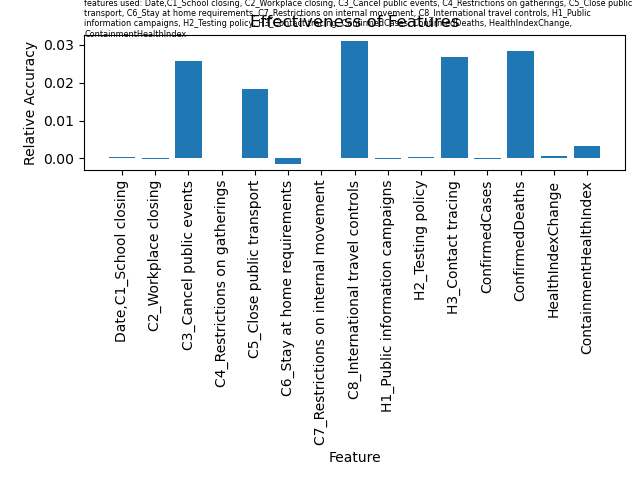 features used: Date,C1_School closing, C2_Workplace closing, C3_Cancel public events, C4_Restrictions on gatherings, C5_Close public
transport, C6_Stay at home requirements, C7_Restrictions on internal movement, C8_International travel controls, H1_Public
information campaigns, H2_Testing policy, H3_Contact tracing, ConfirmedCases, ConfirmedDeaths, HealthIndexChange,
ContainmentHealthIndex
Effectiveness of Features
Relative Accuracy
0.03
0.02
0.01
0.00
Date,C1_School closing
C2_Workplace closing
C3_Cancel public events
C4_Restrictions on gatherings
C5_Close public transport
C6_Stay at home requirements
C7_Restrictions on internal movement
C8_International travel controls
H1_Public information campaigns
H2_Testing policy
H3_Contact tracing
ConfirmedCases
ConfirmedDeaths
HealthIndexChange
ContainmentHealthIndex
Feature